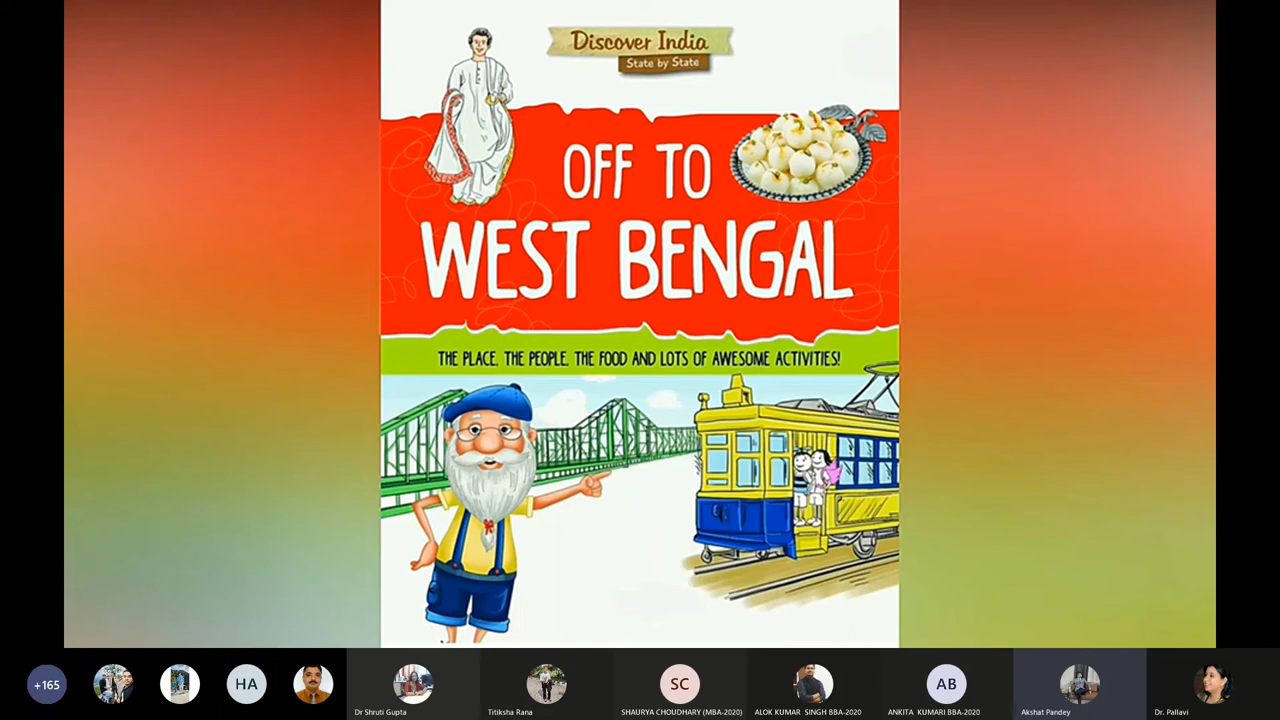 Discover India
State by State
OFF TO
WEST BENGAL
THE PLACE, THE PEOPLE, THE FOOD AND LOTS OF AWESOME ACTIVITIES!
+165
HA
SC
AB
Dr Shruti Gupta
Titiksha Rana
SHAURYA CHOUDHARY (MBA-2020)
ALOK KUMAR SINGH BBA-2020
ANKITA KUMARI BBA-2020
Akshat Pandey
Dr. Pallavi